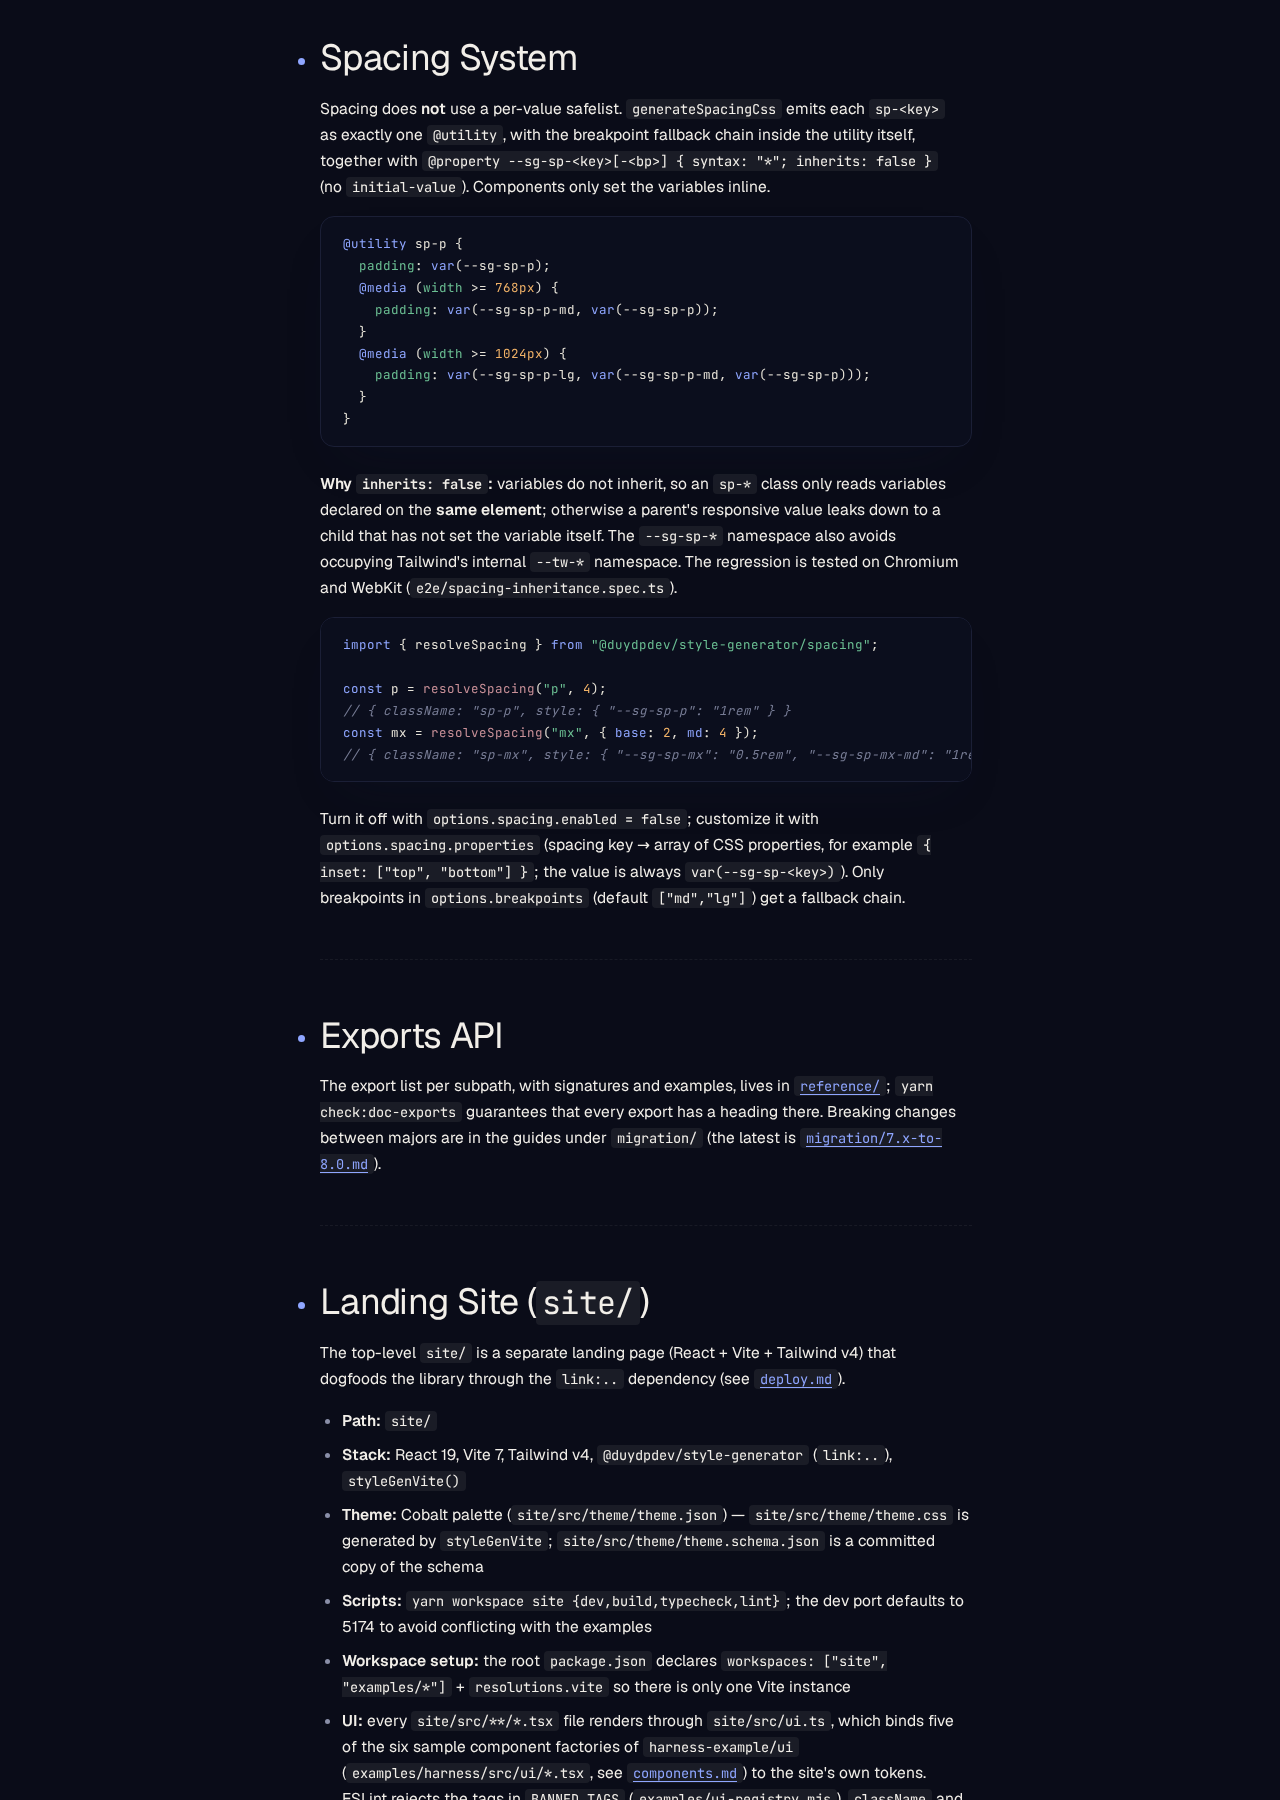 Spacing System
Spacing does not use a per-value safelist. generateSpacingCss emits each sp-<key>
as exactly one @utility, with the breakpoint fallback chain inside the utility itself,
together with @property --sg-sp-<key>[-<bp>] { syntax: "*"; inherits: false }
(no initial-value). Components only set the variables inline.
@utility sp-p {
  padding: var(--sg-sp-p);
  @media (width >= 768px) {
    padding: var(--sg-sp-p-md, var(--sg-sp-p));
  }
  @media (width >= 1024px) {
    padding: var(--sg-sp-p-lg, var(--sg-sp-p-md, var(--sg-sp-p)));
  }
}
Why inherits: false: variables do not inherit, so an sp-* class only reads variables
declared on the same element; otherwise a parent's responsive value leaks down to a
child that has not set the variable itself. The --sg-sp-* namespace also avoids
occupying Tailwind's internal --tw-* namespace. The regression is tested on Chromium
and WebKit (e2e/spacing-inheritance.spec.ts).
import { resolveSpacing } from "@duydpdev/style-generator/spacing";
const p = resolveSpacing("p", 4);
// { className: "sp-p", style: { "--sg-sp-p": "1rem" } }
const mx = resolveSpacing("mx", { base: 2, md: 4 });
// { className: "sp-mx", style: { "--sg-sp-mx": "0.5rem", "--sg-sp-mx-md": "1re
Turn it off with options.spacing.enabled = false; customize it with
options.spacing.properties (spacing key → array of CSS properties, for example {
inset: ["top", "bottom"] }; the value is always var(--sg-sp-<key>)). Only
breakpoints in options.breakpoints (default ["md","lg"]) get a fallback chain.
Exports API
The export list per subpath, with signatures and examples, lives in reference/; yarn
check:doc-exports guarantees that every export has a heading there. Breaking changes
between majors are in the guides under migration/ (the latest is migration/7.x-to-
8.0.md).
Landing Site (site/)
The top-level site/ is a separate landing page (React + Vite + Tailwind v4) that
dogfoods the library through the link:.. dependency (see deploy.md).
Path: site/
Stack: React 19, Vite 7, Tailwind v4, @duydpdev/style-generator (link:..),
styleGenVite()
Theme: Cobalt palette (site/src/theme/theme.json) — site/src/theme/theme.css is
generated by styleGenVite; site/src/theme/theme.schema.json is a committed
copy of the schema
Scripts: yarn workspace site {dev,build,typecheck,lint}; the dev port defaults to
5174 to avoid conflicting with the examples
Workspace setup: the root package.json declares workspaces: ["site",
"examples/*"] + resolutions.vite so there is only one Vite instance
UI: every site/src/**/*.tsx file renders through site/src/ui.ts, which binds five
of the six sample component factories of harness-example/ui
(examples/harness/src/ui/*.tsx, see components.md) to the site's own tokens.
ESLint rejects the tags in BANNED_TAGS (examples/ui-registry.mjs), className and